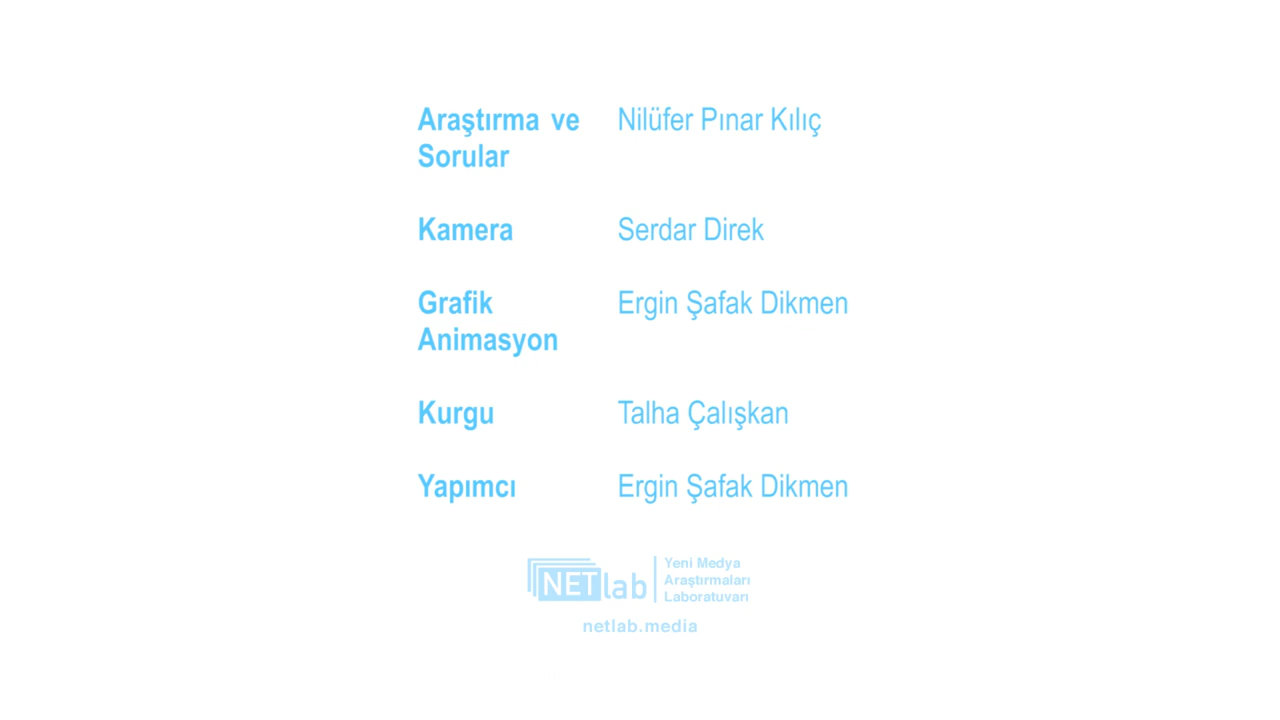 Araştırma ve Nilüfer Pınar Kılıç
Sorular
Kamera Serdar Direk
Grafik Ergin Şafak Dikmen
Animasyon
Kurgu Talha Çalışkan
Yapımcı Ergin Şafak Dikmen
NETlab
Yeni Medya
Araştırmaları
Laboratuvarı
netlab.media